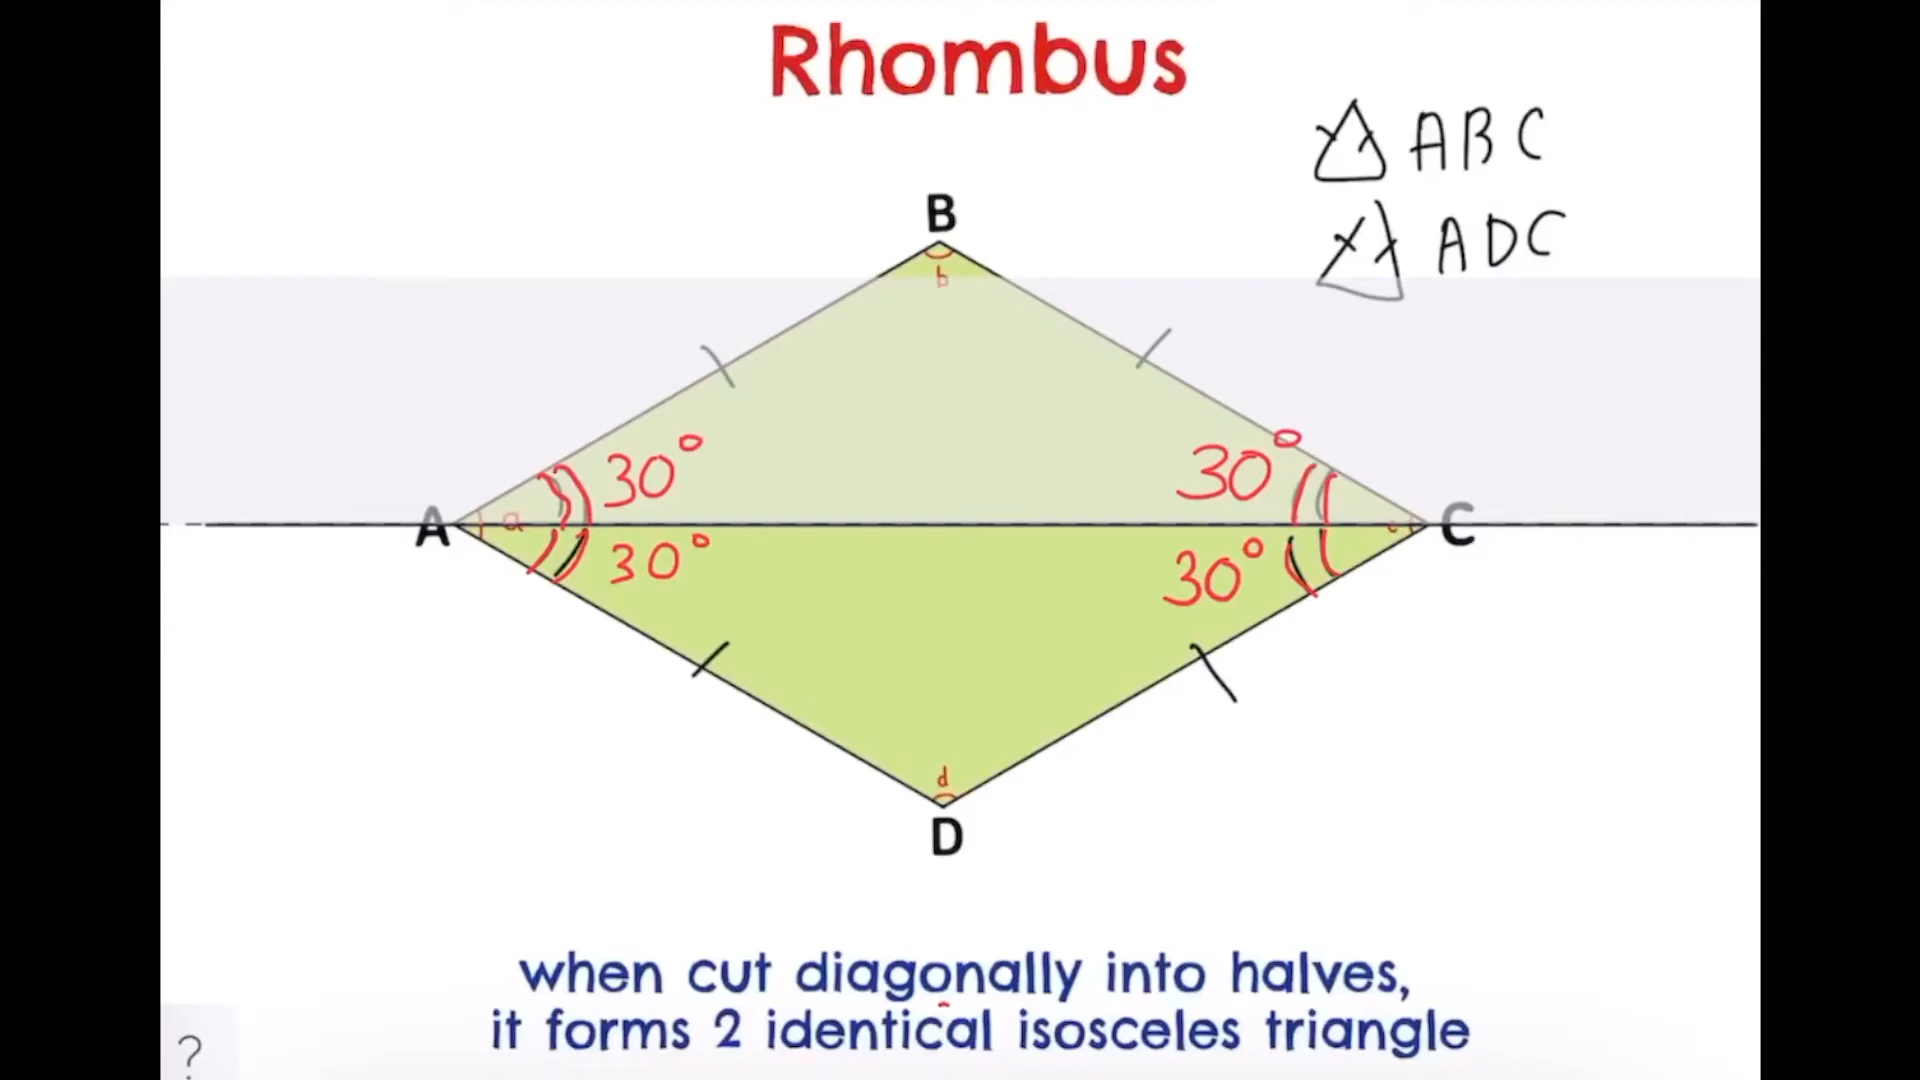 Rhombus
△ ABC
△ ADC
B
b
30°
30°
A
a
c
C
30°
30°
d
D
when cut diagonally into halves,
it forms 2 identical isosceles triangle
?